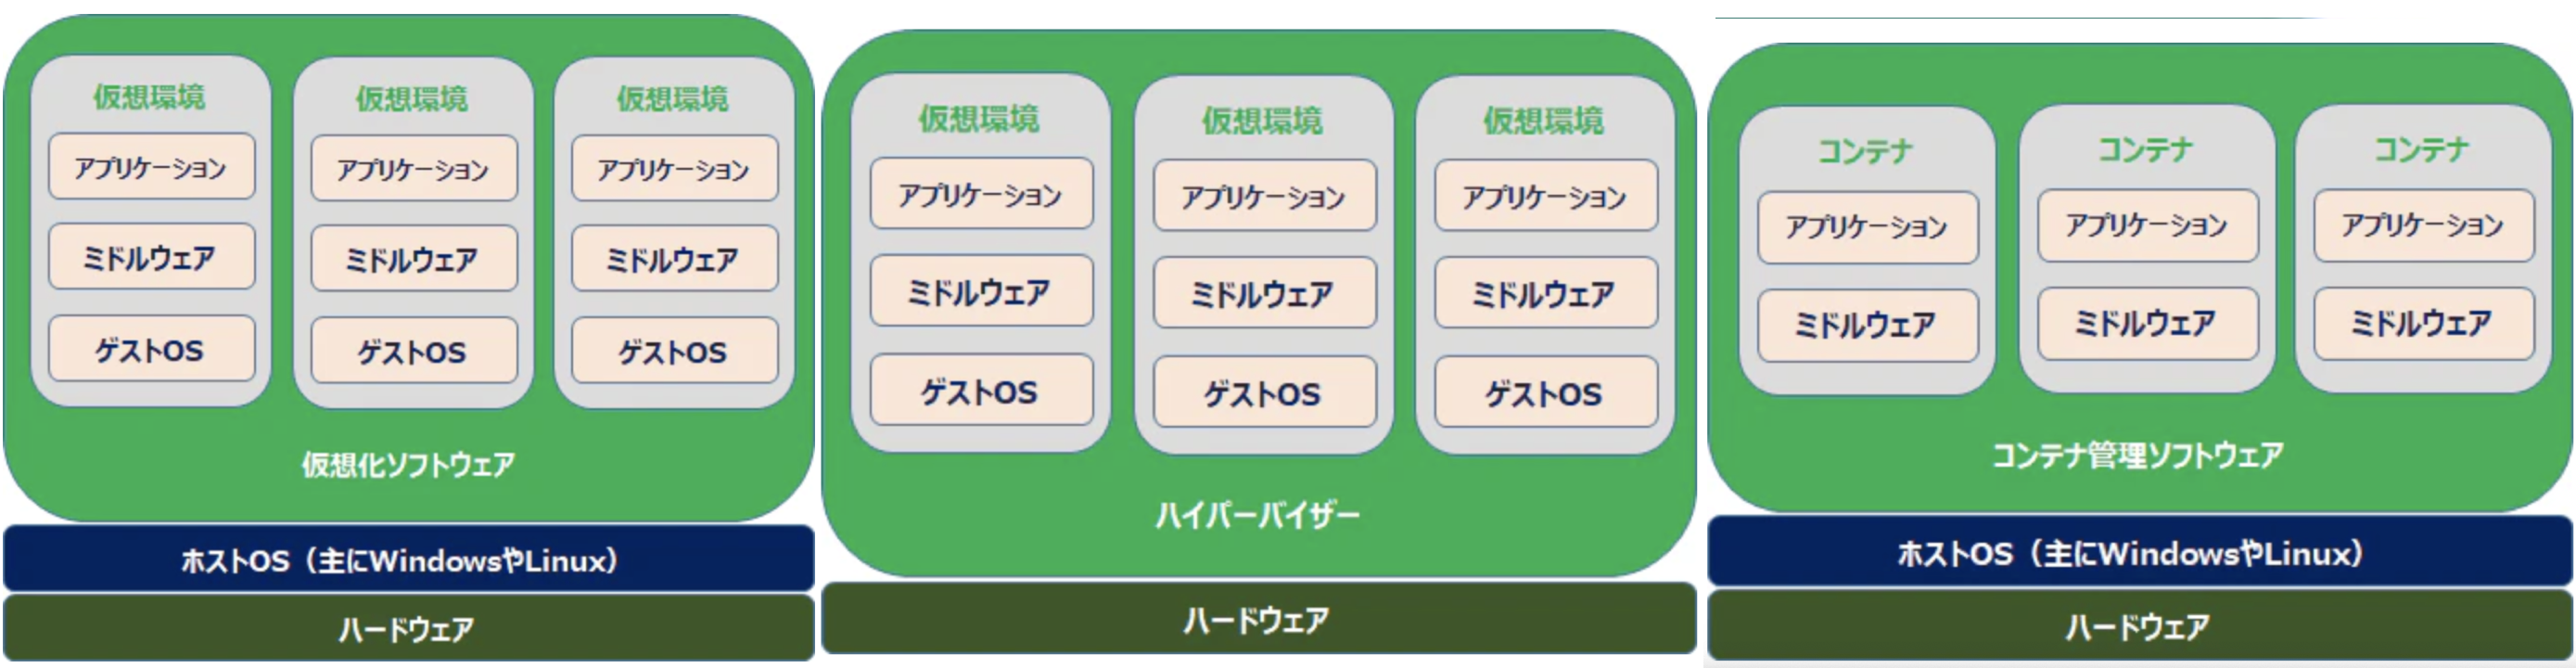 仮想環境
アプリケーション
ミドルウェア
ゲストOS
仮想環境
アプリケーション
ミドルウェア
ゲストOS
仮想環境
アプリケーション
ミドルウェア
ゲストOS
仮想化ソフトウェア
ホストOS（主にWindowsやLinux）
ハードウェア
仮想環境
アプリケーション
ミドルウェア
ゲストOS
仮想環境
アプリケーション
ミドルウェア
ゲストOS
仮想環境
アプリケーション
ミドルウェア
ゲストOS
ハイパーバイザー
ハードウェア
コンテナ
アプリケーション
ミドルウェア
コンテナ
アプリケーション
ミドルウェア
コンテナ
アプリケーション
ミドルウェア
コンテナ管理ソフトウェア
ホストOS（主にWindowsやLinux）
ハードウェア